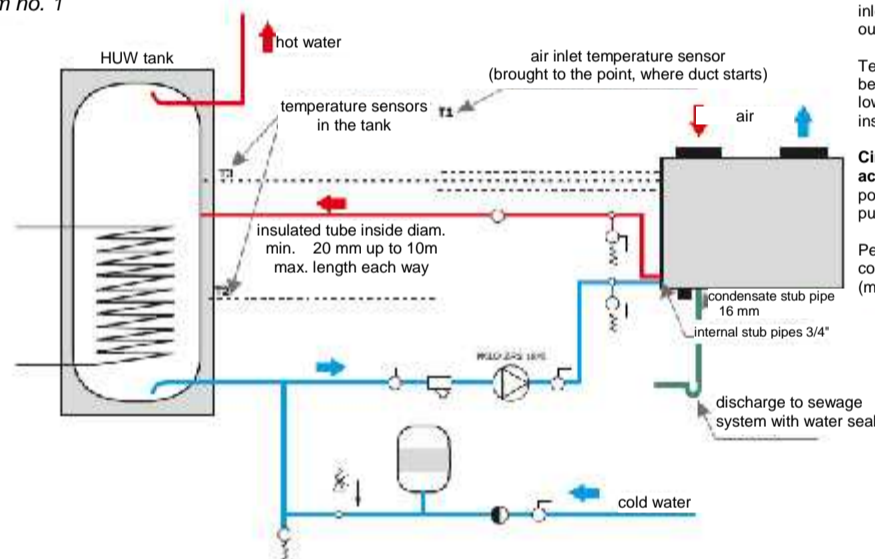 no. 1
hot water
HUW tank
air inlet temperature sensor
(brought to the point, where duct starts)
temperature sensors
in the tank
T1
air
insulated tube inside diam.
min. 20 mm up to 10m
max. length each way
condensate stub pipe
16 mm
internal stub pipes 3/4"
discharge to sewage
system with water seal
cold water